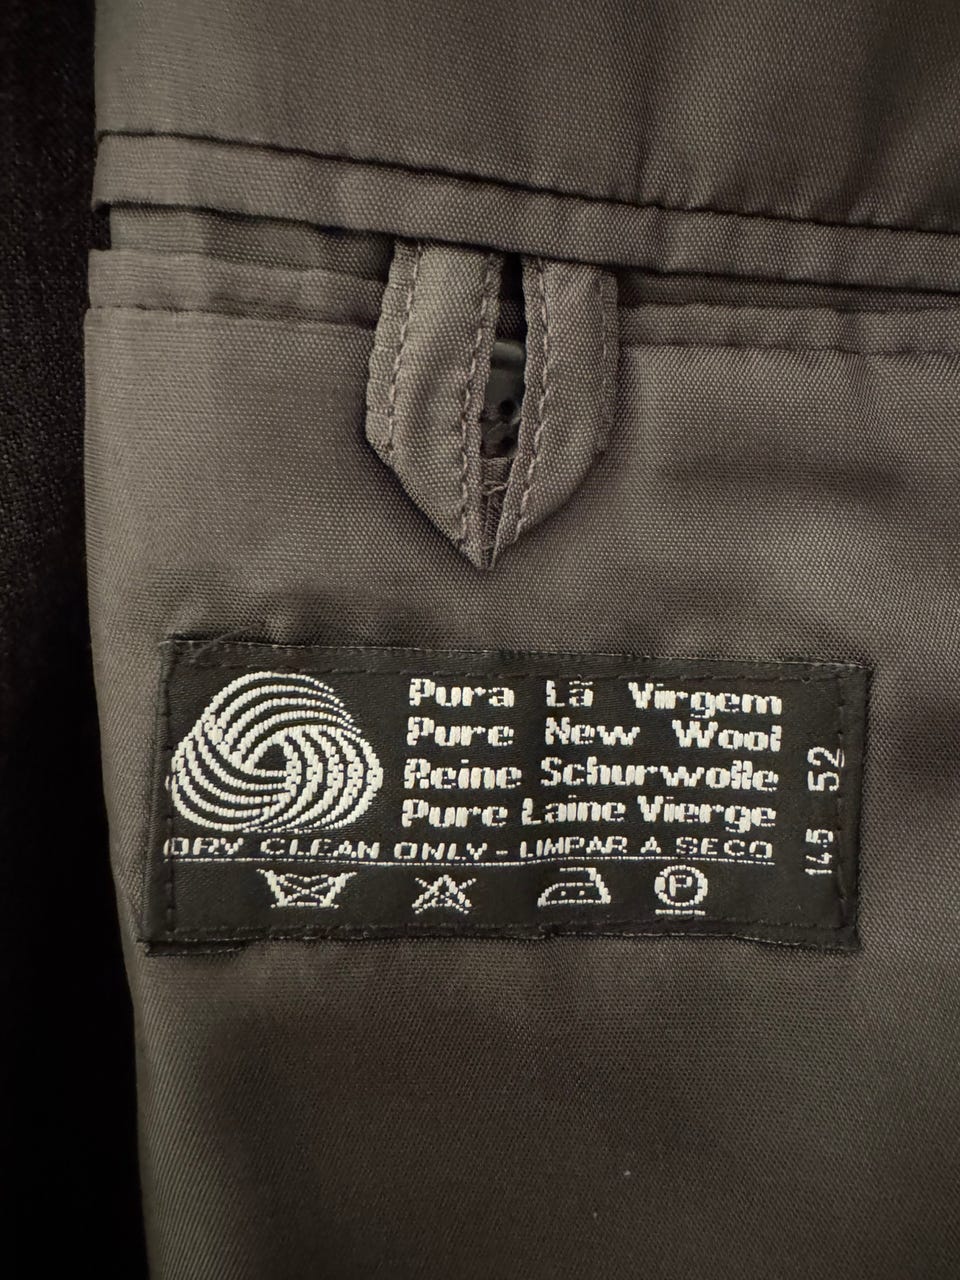 Pura Lã Virgem
Pure New Wool
Reine Schurwolle
Pure Laine Vierge
DRY CLEAN ONLY - LIMPAR A SECO
P
145 52